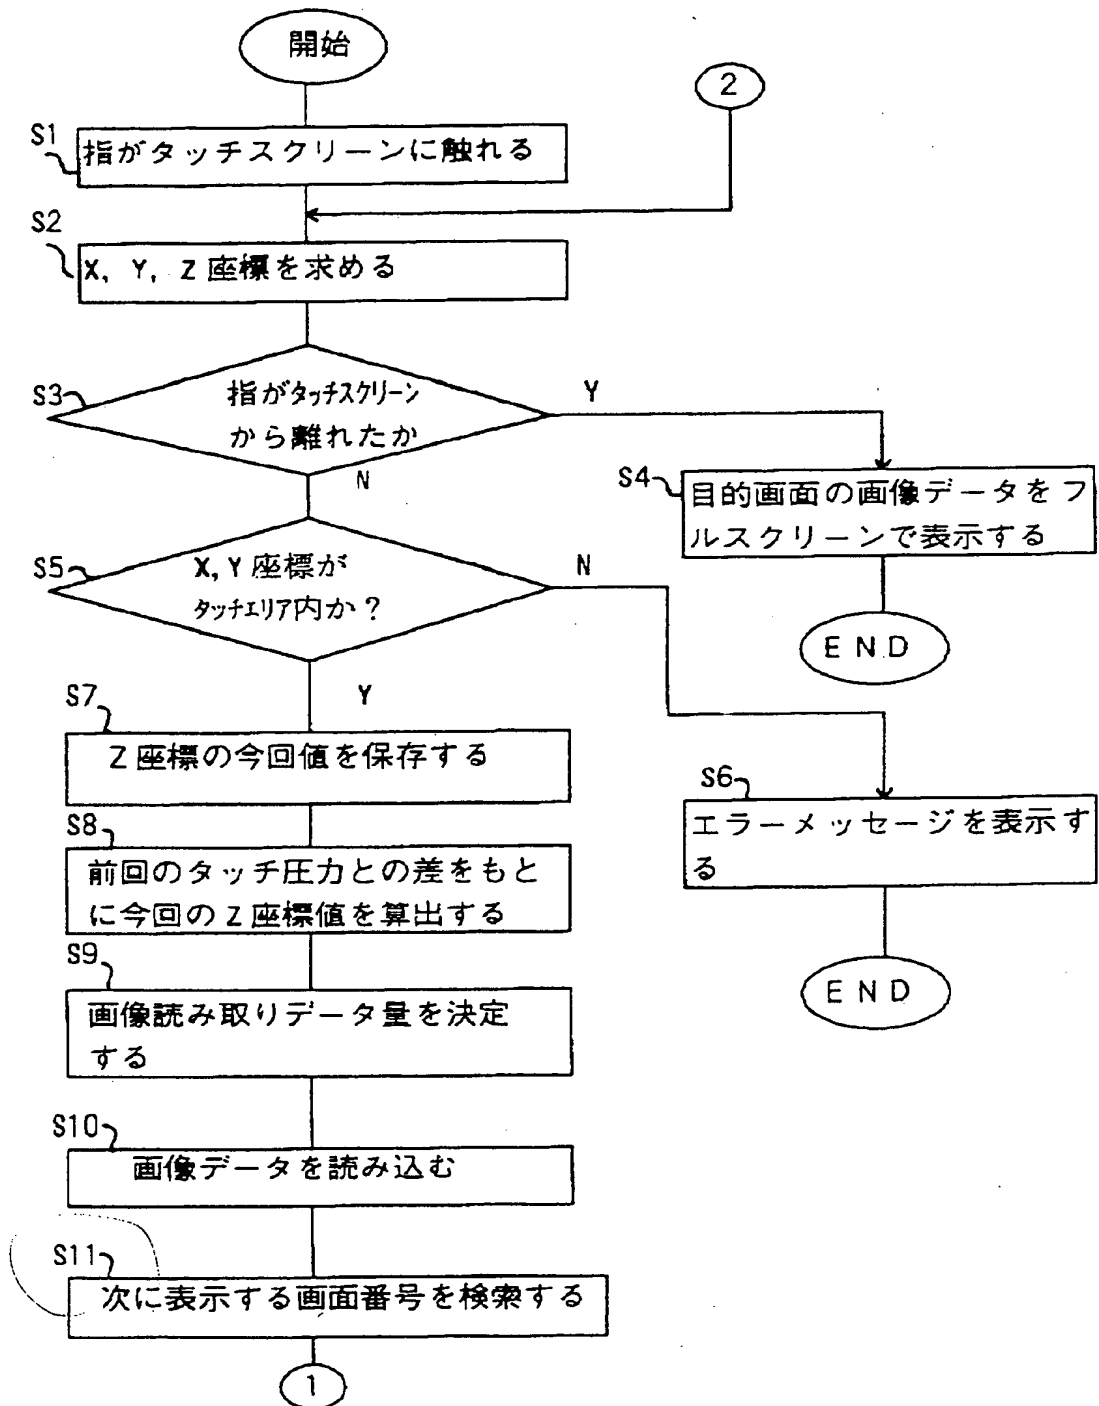 開始
2
S1
指がタッチスクリーンに触れる
S2
X, Y, Z座標を求める
S3
指がタッチスクリーン
から離れたか
Y
N
S4
目的画面の画像データをフ
ルスクリーンで表示する
END
S5
X, Y座標が
タッチエリア内か?
N
Y
S7
Z座標の今回値を保存する
S6
エラーメッセージを表示す
る
END
S8
前回のタッチ圧力との差をもと
に今回のZ座標値を算出する
S9
画像読み取りデータ量を決定
する
S10
画像データを読み込む
S11
次に表示する画面番号を検索する
1